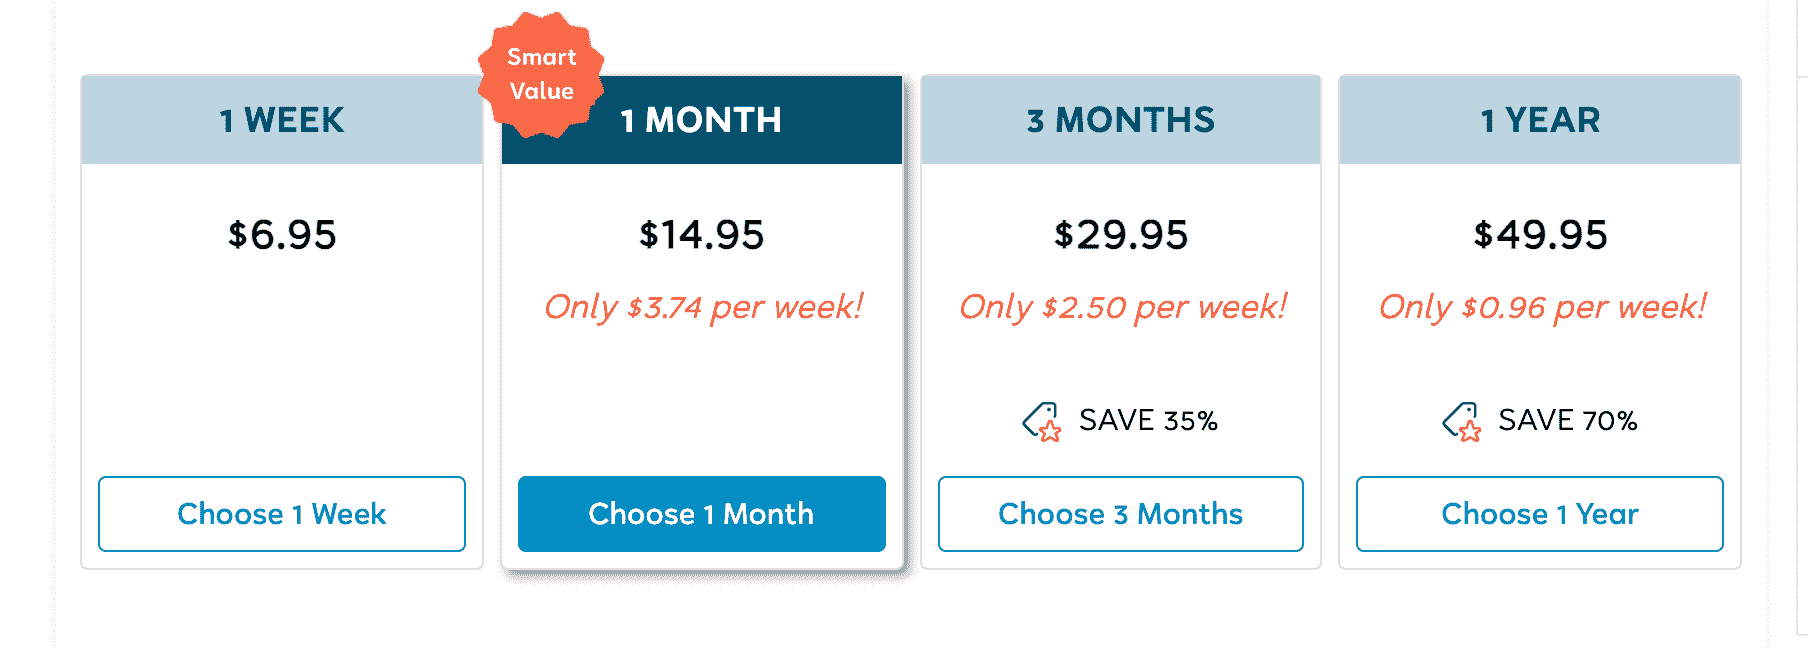 Smart
Value
1 WEEK
$6.95
Choose 1 Week
1 MONTH
$14.95
Only $3.74 per week!
Choose 1 Month
3 MONTHS
$29.95
Only $2.50 per week!
SAVE 35%
Choose 3 Months
1 YEAR
$49.95
Only $0.96 per week!
SAVE 70%
Choose 1 Year